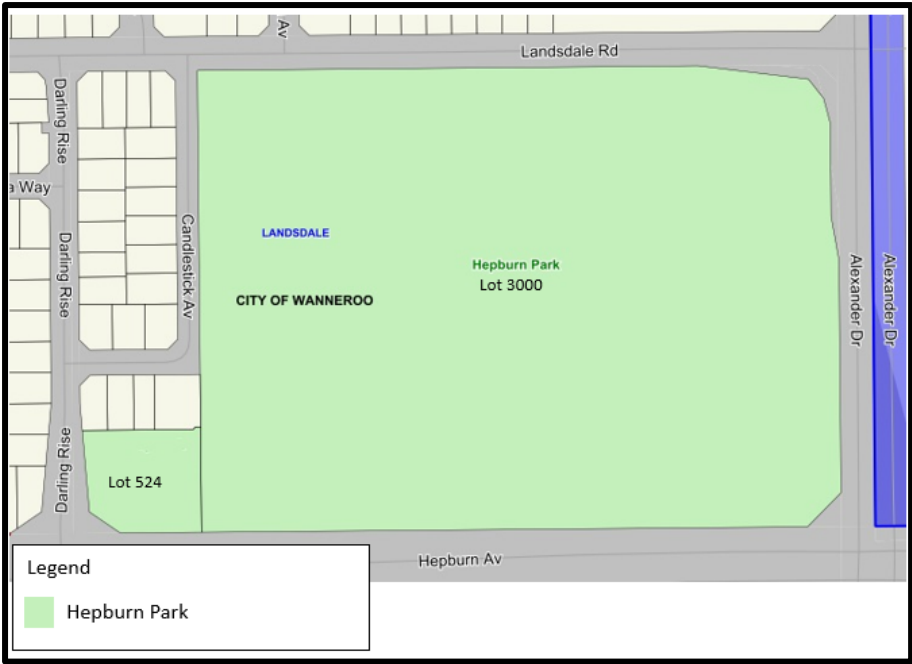 Av
Landsdale Rd
Darling Rise
a Way
Candlestick Av
LANDSDALE
Darling Rise
Hepburn Park
Lot 3000
CITY OF WANNEROO
Alexander Dr
Alexander Dr
Darling Rise
Lot 524
Hepburn Av
Legend
Hepburn Park